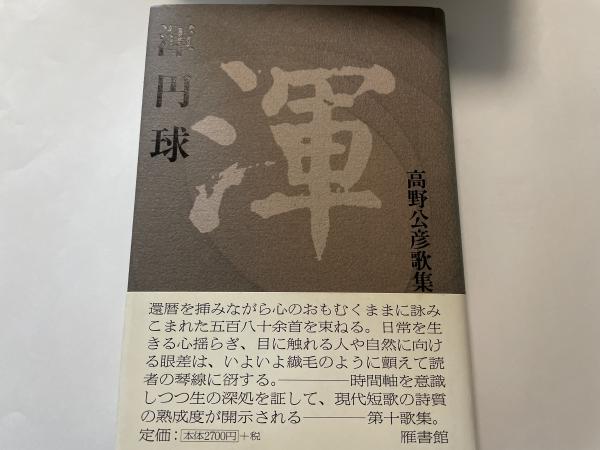 渾円球
渾
高野公彦歌集
還暦を挿みながら心のおもむくままに詠み
こまれた五百八十余首を束ねる。日常を生
きる心揺らぎ、目に触れる人や自然に向け
る眼差は、いよいよ繊毛のように顫えて読
者の琴線に谺する。————時間軸を意識
しつつ生の深処を証して、現代短歌の詩質
の熟成度が開示される————第十歌集。
定価：本体2700円＋税 雁書館